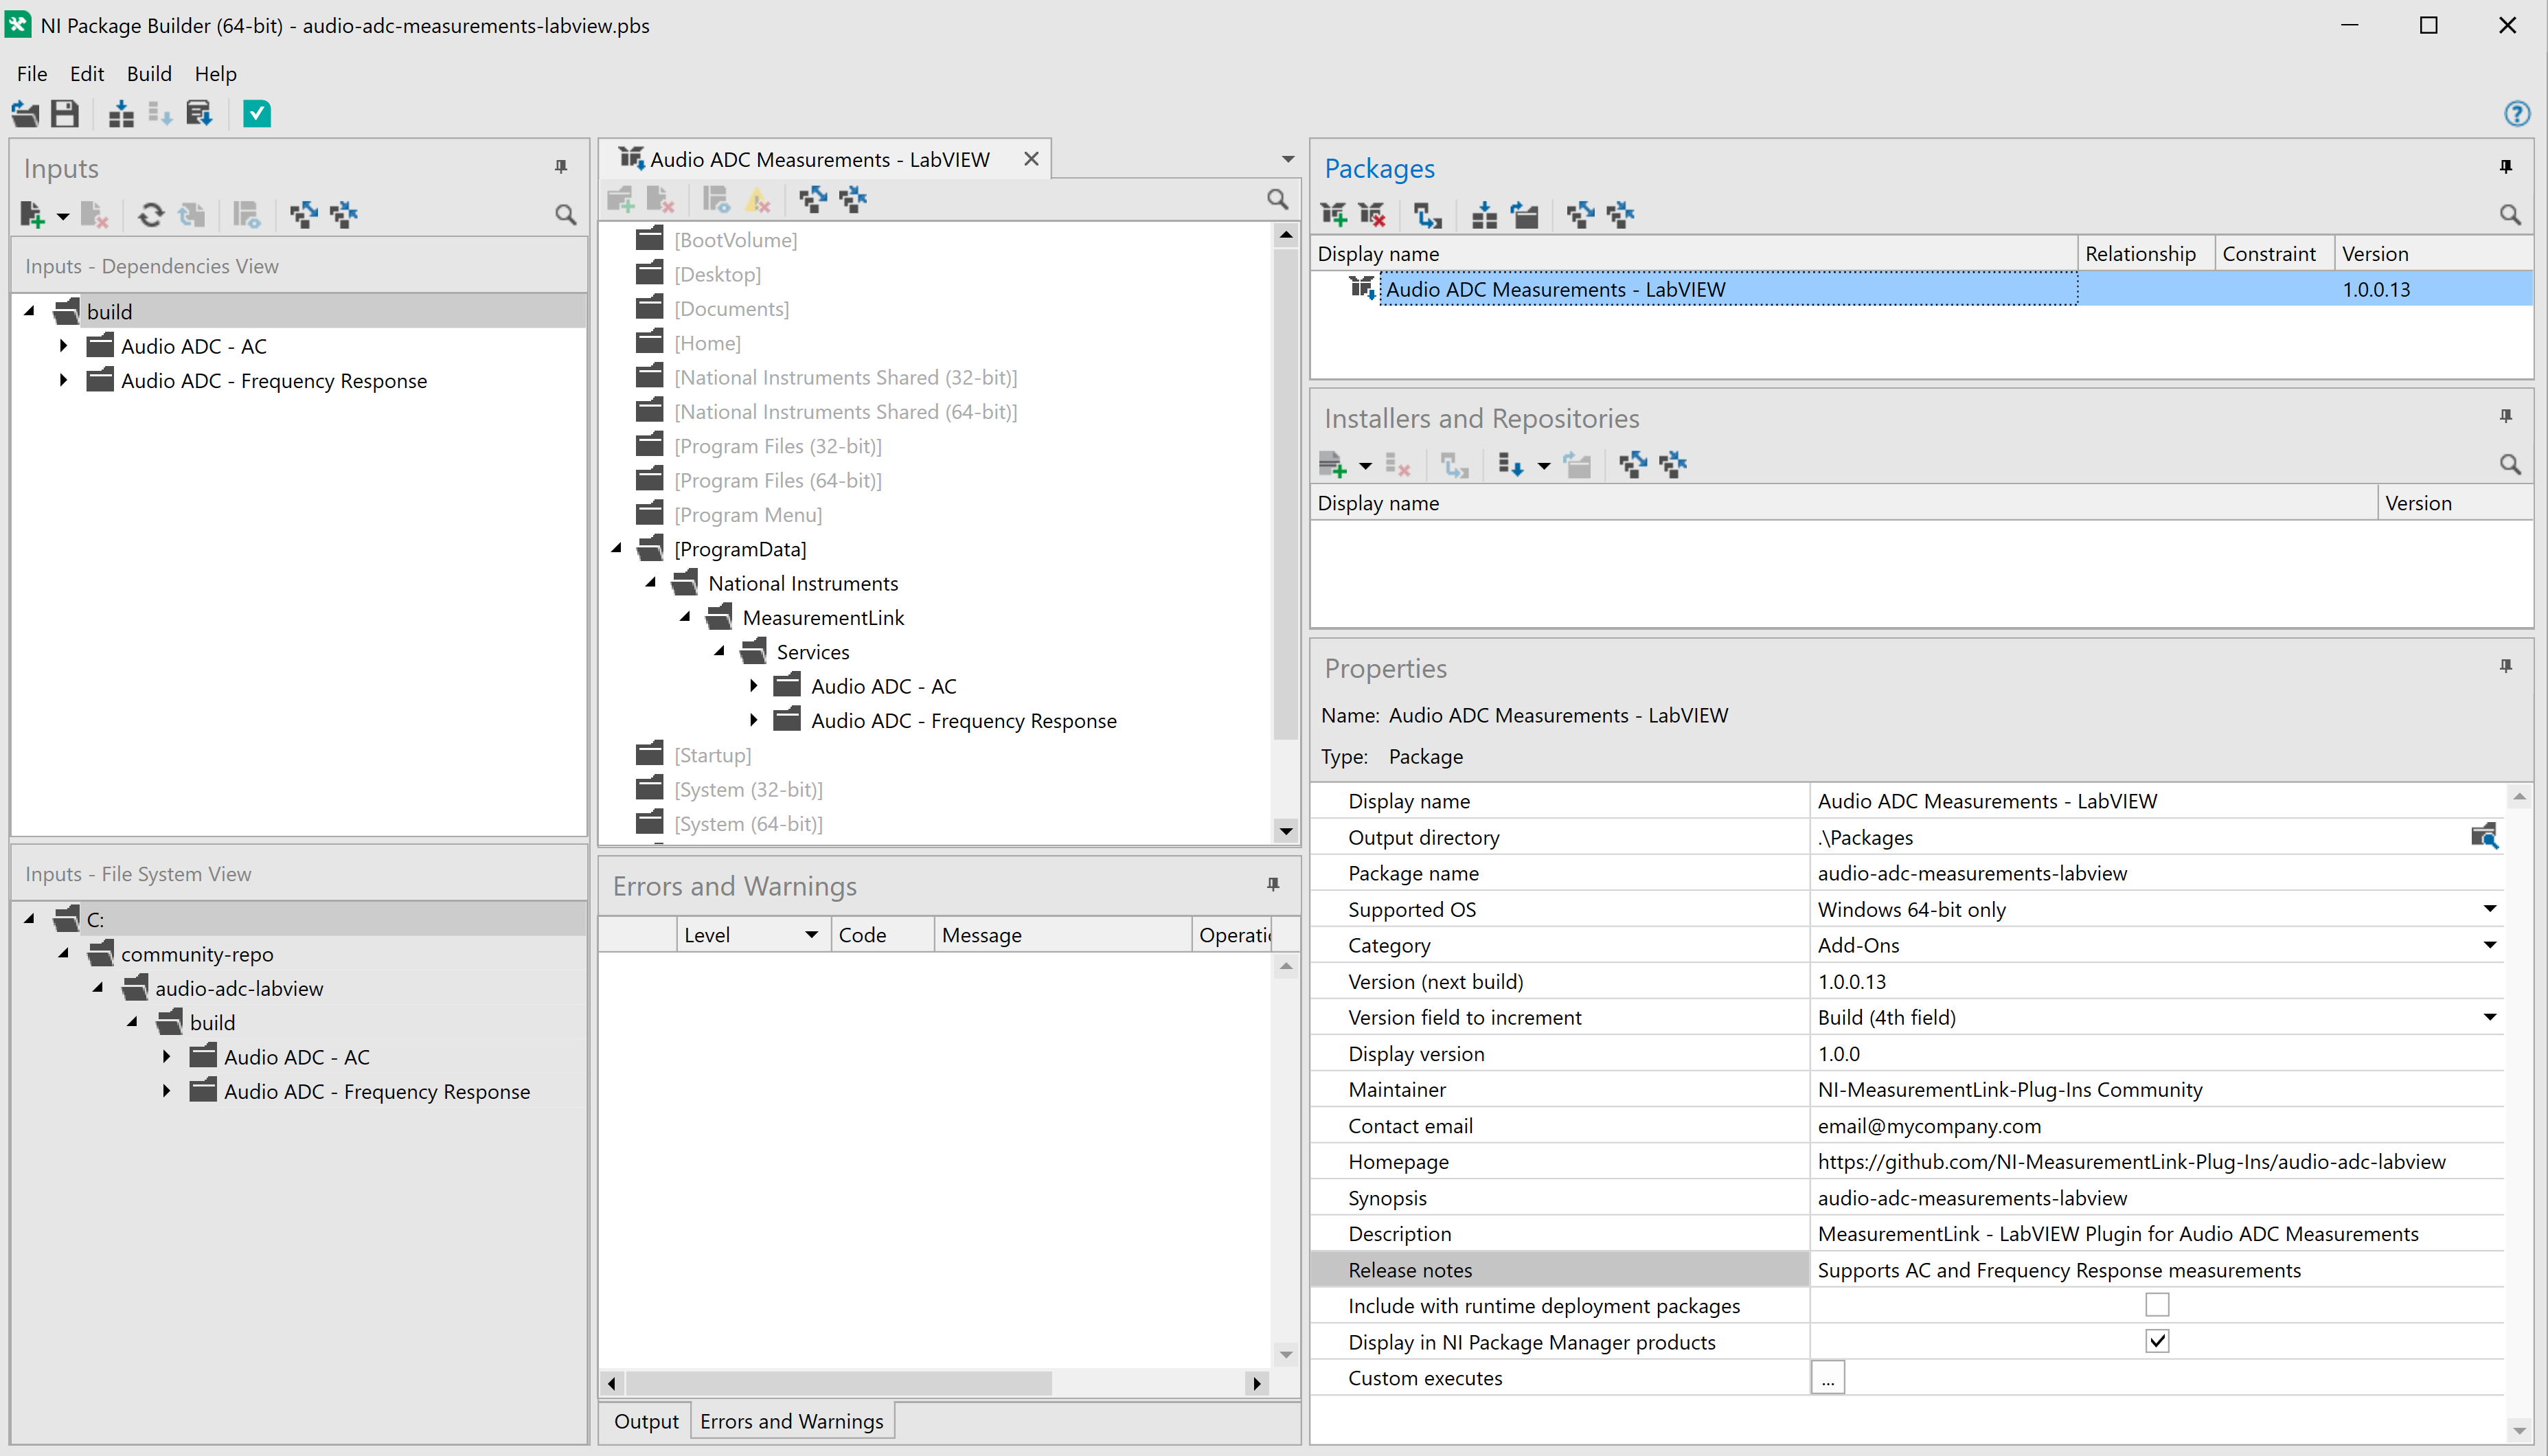 NI Package Builder (64-bit) - audio-adc-measurements-labview.pbs
File Edit Build Help
Inputs
Inputs - Dependencies View
build
Audio ADC - AC
Audio ADC - Frequency Response
Inputs - File System View
C:
community-repo
audio-adc-labview
build
Audio ADC - AC
Audio ADC - Frequency Response
Audio ADC Measurements - LabVIEW
[BootVolume]
[Desktop]
[Documents]
[Home]
[National Instruments Shared (32-bit)]
[National Instruments Shared (64-bit)]
[Program Files (32-bit)]
[Program Files (64-bit)]
[Program Menu]
[ProgramData]
National Instruments
MeasurementLink
Services
Audio ADC - AC
Audio ADC - Frequency Response
[Startup]
[System (32-bit)]
[System (64-bit)]
Errors and Warnings
Level Code Message Operati
Output Errors and Warnings
Packages
Display name Relationship Constraint Version
Audio ADC Measurements - LabVIEW 1.0.0.13
Installers and Repositories
Display name Version
Properties
Name: Audio ADC Measurements - LabVIEW
Type: Package
Display name Audio ADC Measurements - LabVIEW
Output directory .\Packages
Package name audio-adc-measurements-labview
Supported OS Windows 64-bit only
Category Add-Ons
Version (next build) 1.0.0.13
Version field to increment Build (4th field)
Display version 1.0.0
Maintainer NI-MeasurementLink-Plug-Ins Community
Contact email email@mycompany.com
Homepage https://github.com/NI-MeasurementLink-Plug-Ins/audio-adc-labview
Synopsis audio-adc-measurements-labview
Description MeasurementLink - LabVIEW Plugin for Audio ADC Measurements
Release notes Supports AC and Frequency Response measurements
Include with runtime deployment packages
Display in NI Package Manager products
Custom executes ...